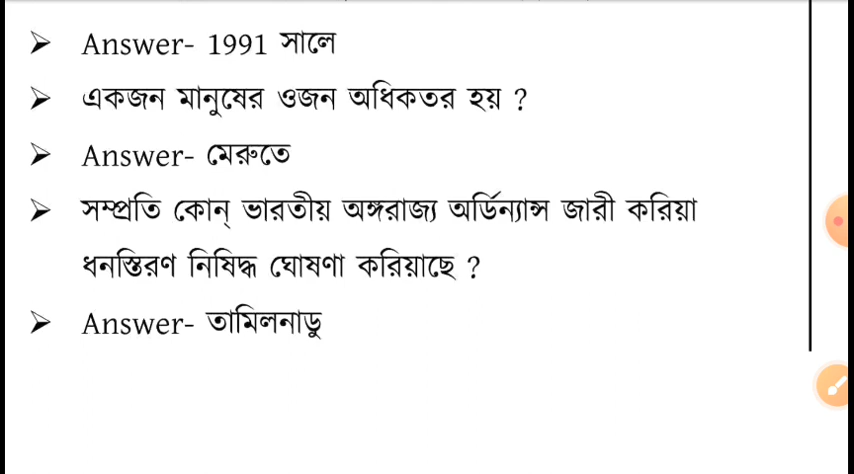 ➤ Answer- 1991 সালে
➤ একজন মানুষের ওজন অধিকতর হয় ?
➤ Answer- মেরুতে
➤ সম্প্রতি কোন্ ভারতীয় অঙ্গরাজ্য অর্ডিন্যান্স জারী করিয়া
ধনস্তিরণ নিষিদ্ধ ঘোষণা করিয়াছে ?
➤ Answer- তামিলনাড়ু